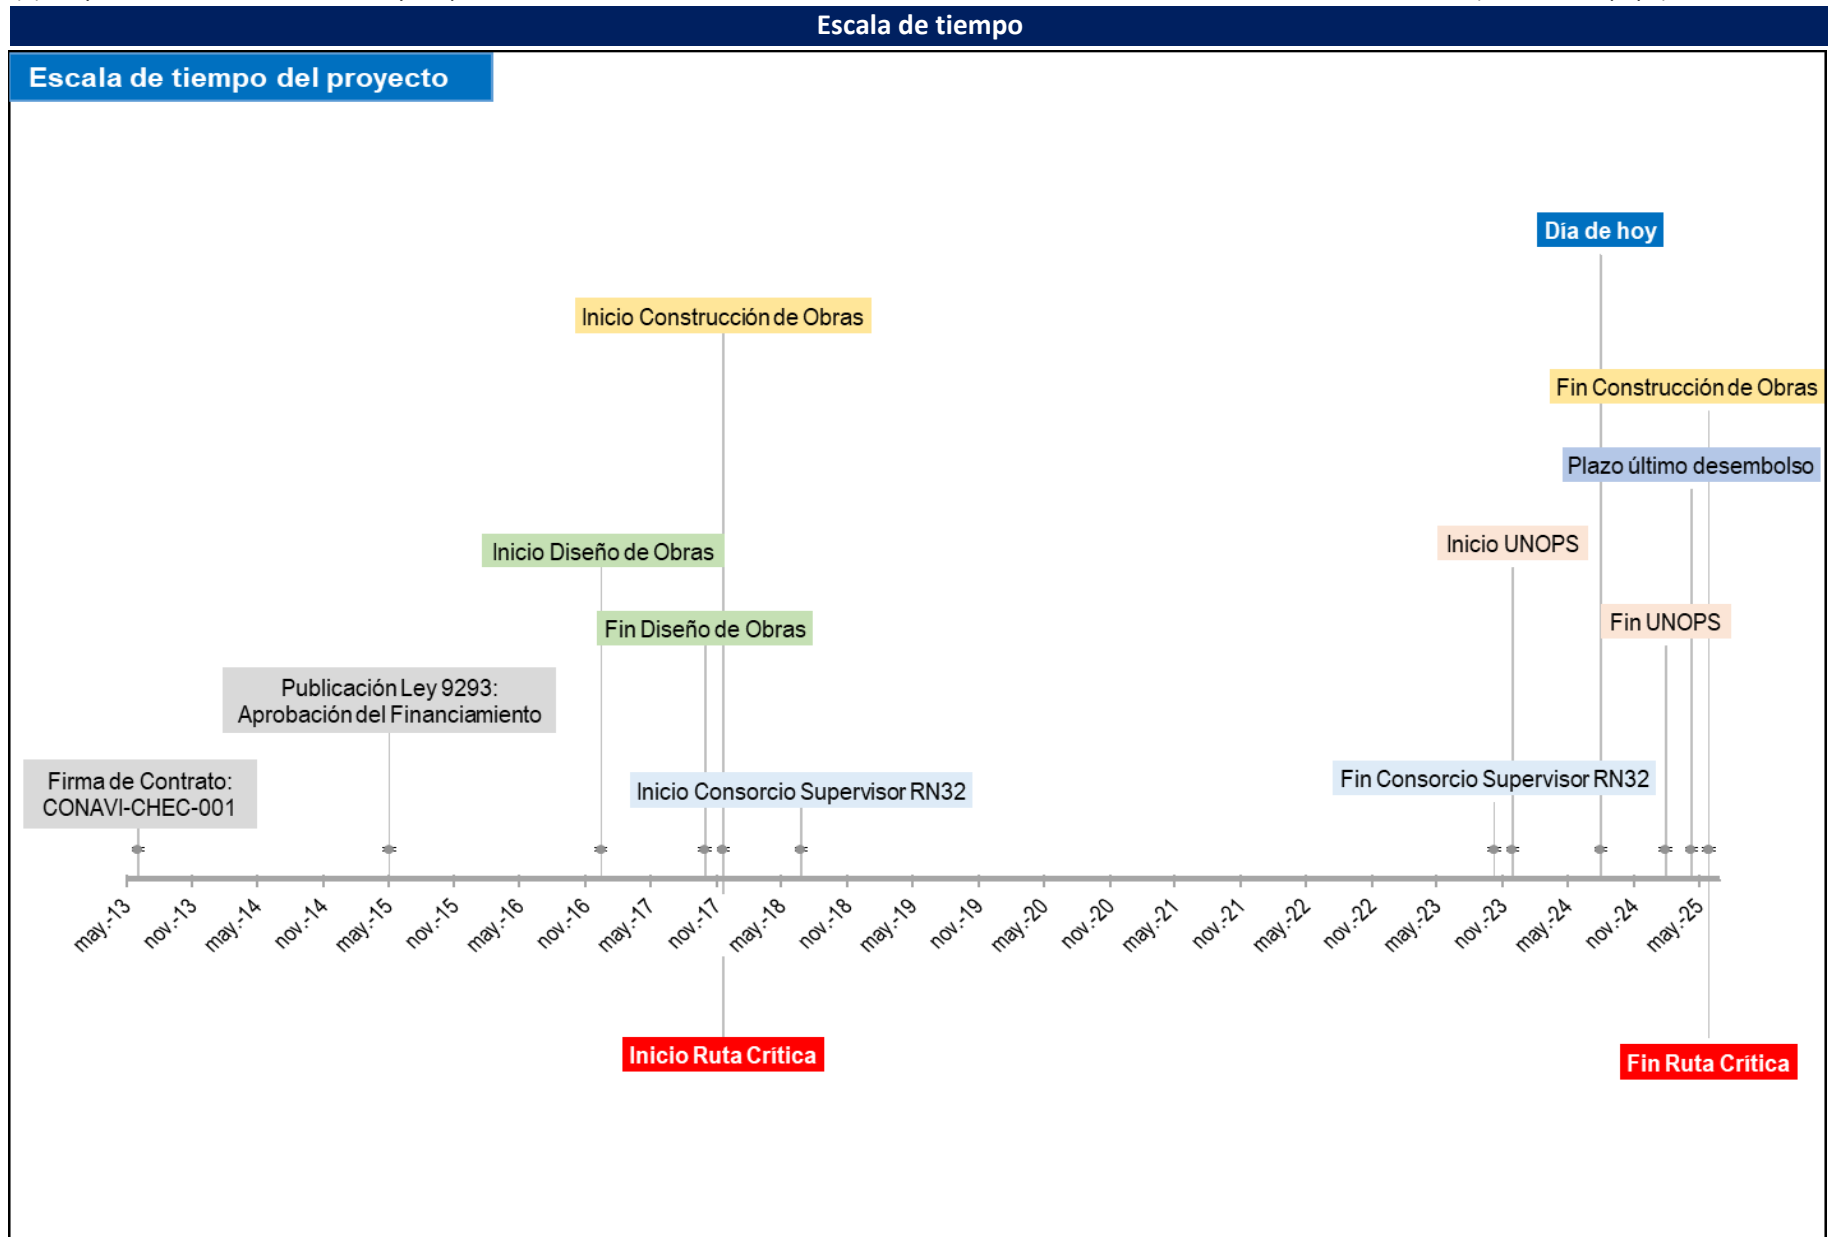 Escala de tiempo
Escala de tiempo del proyecto
Día de hoy
Inicio Construcción de Obras
Fin Construcción de Obras
Plazo último desembolso
Inicio Diseño de Obras
Inicio UNOPS
Fin Diseño de Obras
Fin UNOPS
Publicación Ley 9293:
Aprobación del Financiamiento
Firma de Contrato:
CONAVI-CHEC-001
Inicio Consorcio Supervisor RN32
Fin Consorcio Supervisor RN32
may.-13
nov.-13
may.-14
nov.-14
may.-15
nov.-15
may.-16
nov.-16
may.-17
nov.-17
may.-18
nov.-18
may.-19
nov.-19
may.-20
nov.-20
may.-21
nov.-21
may.-22
nov.-22
may.-23
nov.-23
may.-24
nov.-24
may.-25
Inicio Ruta Crítica
Fin Ruta Crítica